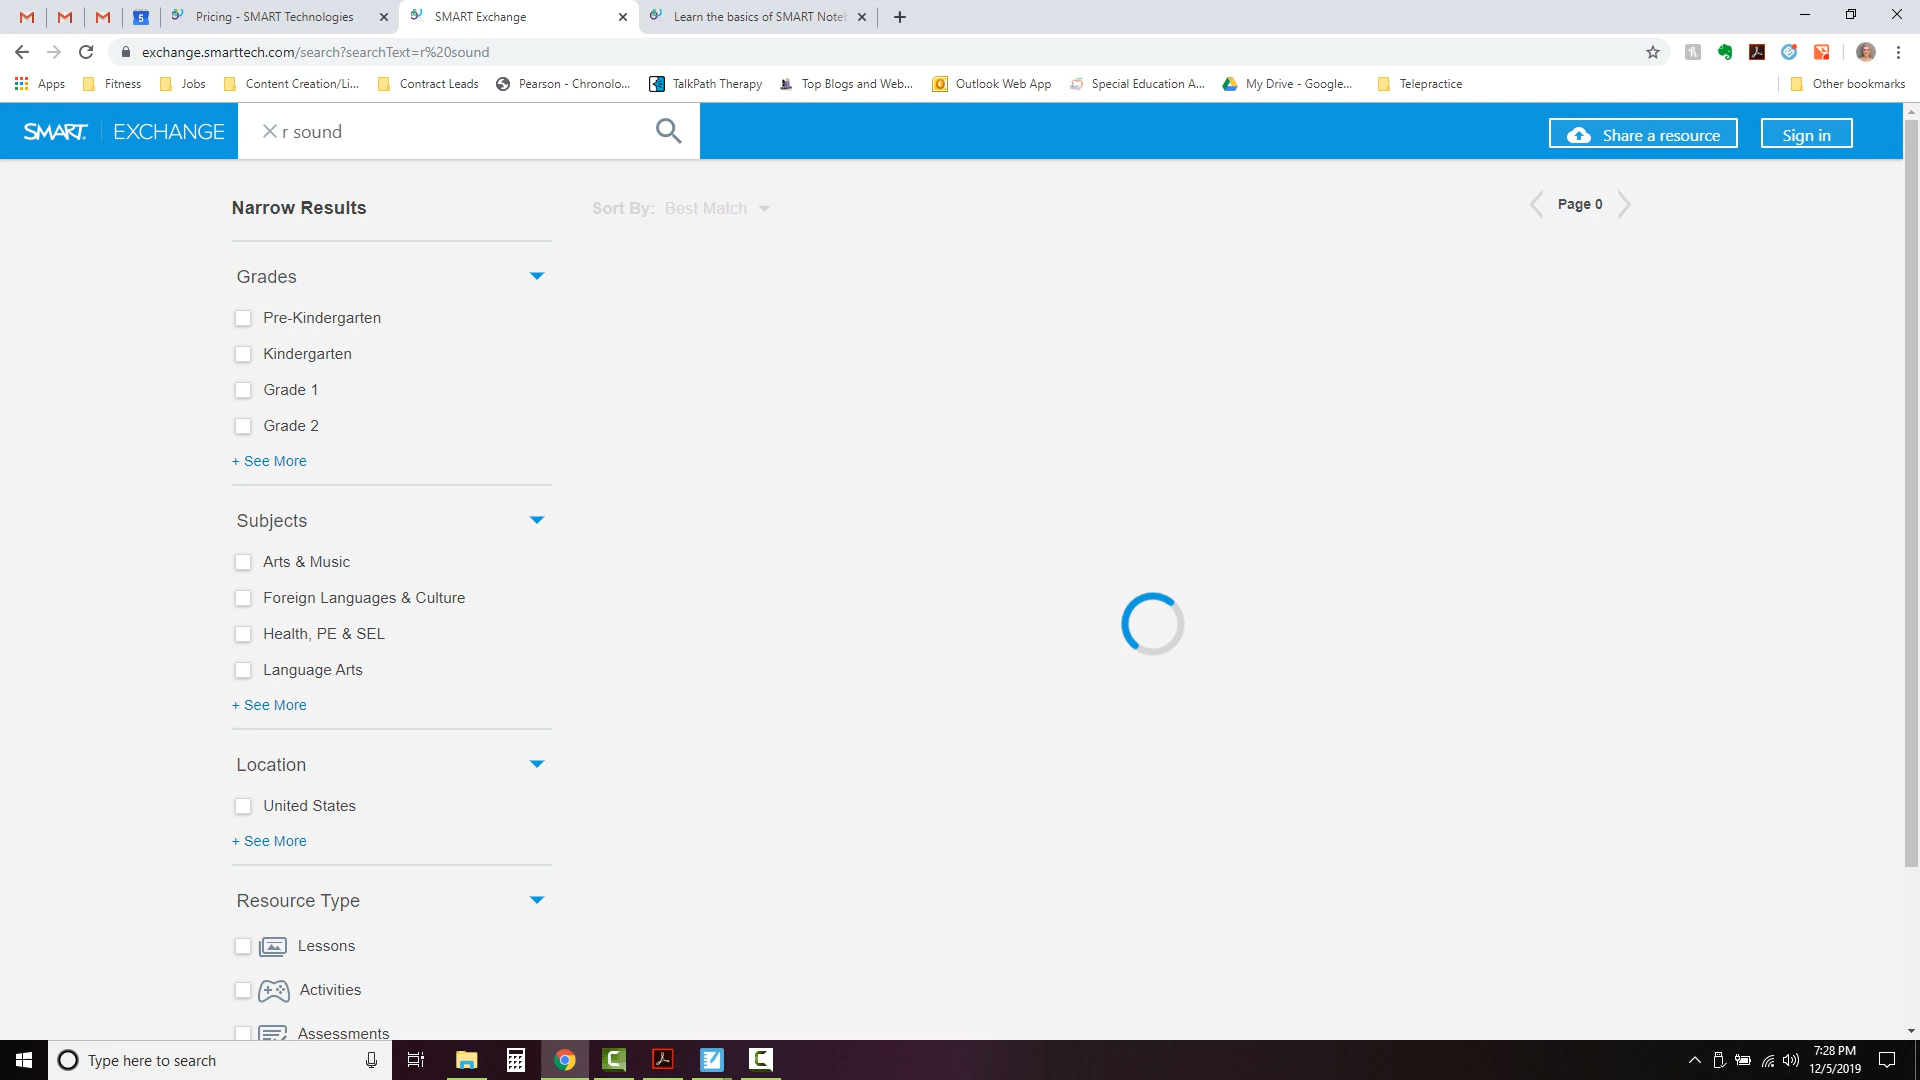 5
Pricing - SMART Technologies
SMART Exchange
Learn the basics of SMART Noteb
exchange.smarttech.com/search?searchText=r%20sound
Apps
Fitness
Jobs
Content Creation/Li...
Contract Leads
Pearson - Chronolo...
TalkPath Therapy
Top Blogs and Web...
Outlook Web App
Special Education A...
My Drive - Google...
Telepractice
Other bookmarks
SMART EXCHANGE
r sound
Share a resource
Sign in
Narrow Results
Sort By: Best Match
Page 0
Grades
Pre-Kindergarten
Kindergarten
Grade 1
Grade 2
+ See More
Subjects
Arts & Music
Foreign Languages & Culture
Health, PE & SEL
Language Arts
+ See More
Location
United States
+ See More
Resource Type
Lessons
Activities
Assessments
Type here to search
7:28 PM
12/5/2019